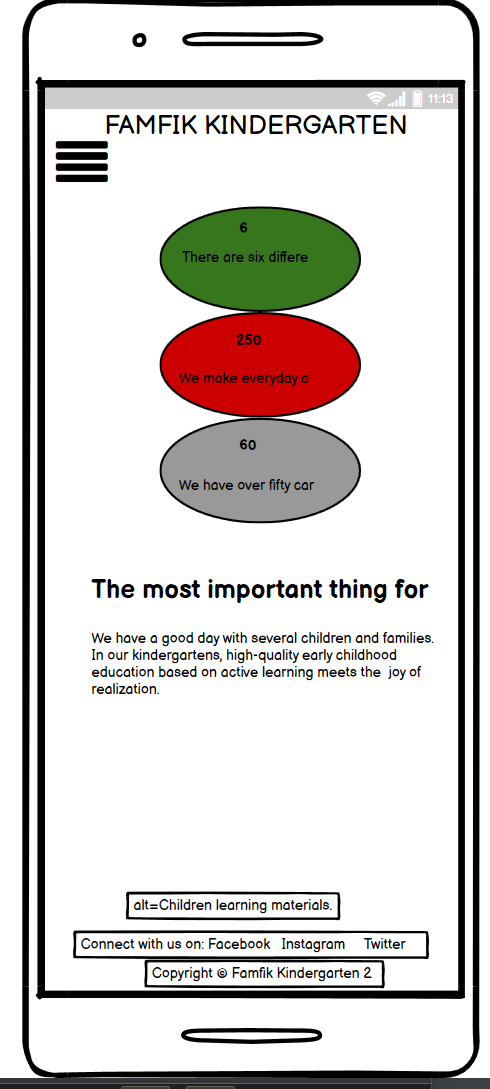 11:13
FAMFIK KINDERGARTEN
6
There are six differe
250
We make everyday a
60
We have over fifty car
The most important thing for
We have a good day with several children and families.
In our kindergartens, high-quality early childhood
education based on active learning meets the joy of
realization.
alt=Children learning materials.
Connect with us on: Facebook Instagram Twitter
Copyright © Famfik Kindergarten 2